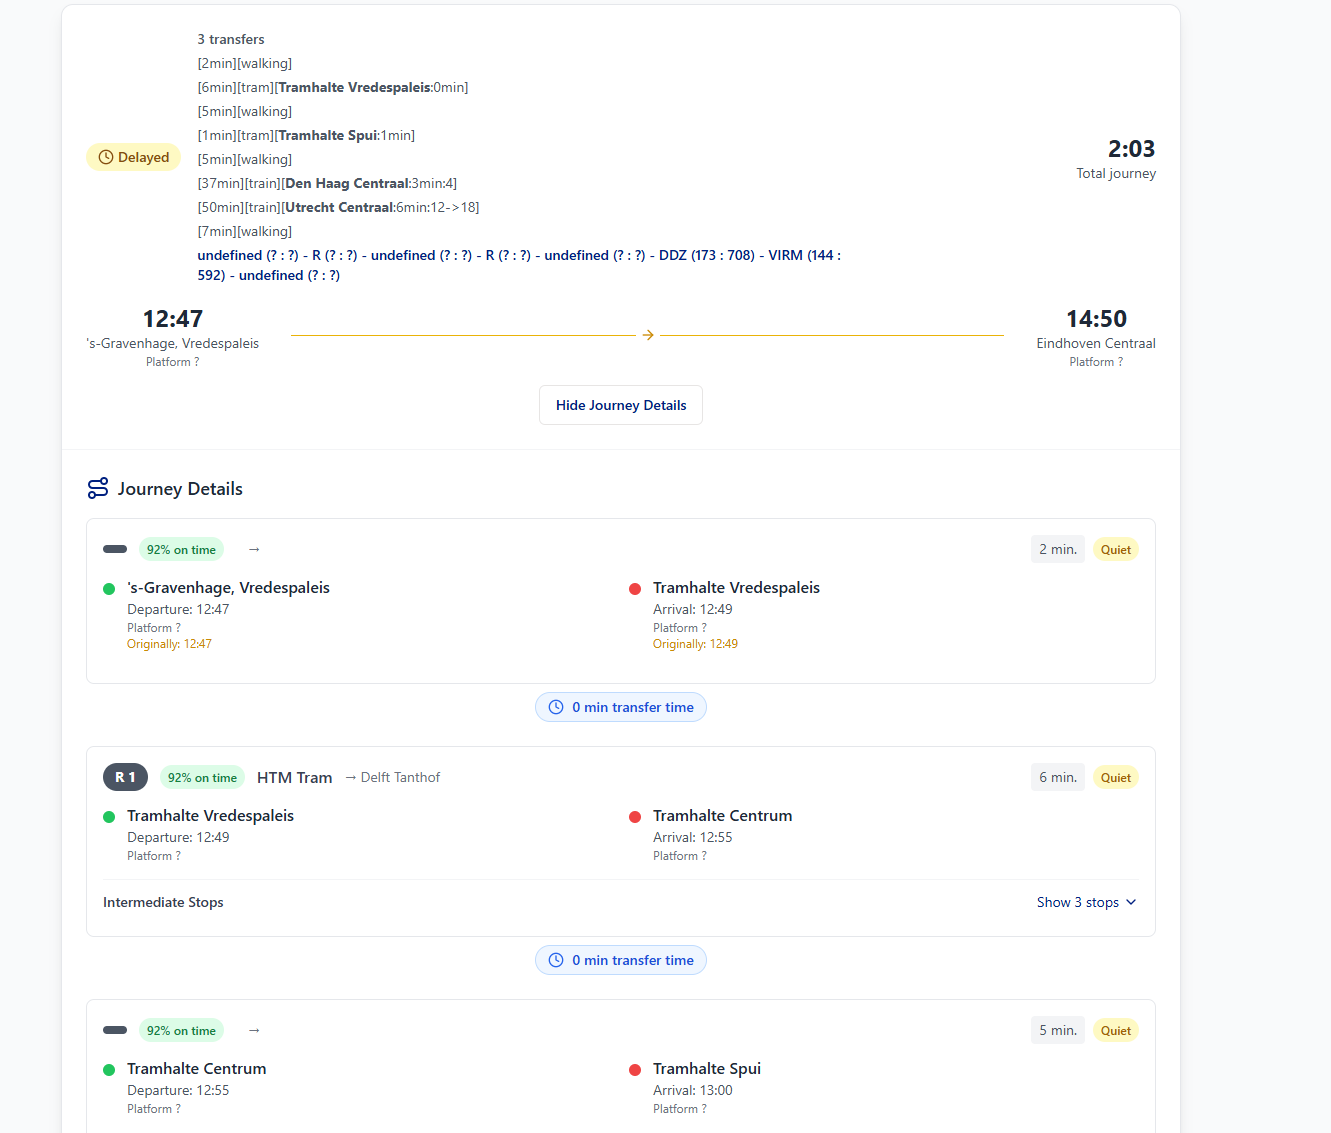 3 transfers
[2min][walking]
[6min][tram][Tramhalte Vredespaleis:0min]
[5min][walking]
[1min][tram][Tramhalte Spui:1min]
[5min][walking]
[37min][train][Den Haag Centraal:3min:4]
[50min][train][Utrecht Centraal:6min:12->18]
[7min][walking]
undefined (? : ?) - R (? : ?) - undefined (? : ?) - R (? : ?) - undefined (? : ?) - DDZ (173 : 708) - VIRM (144 :
592) - undefined (? : ?)
Delayed
2:03
Total journey
12:47
's-Gravenhage, Vredespaleis
Platform ?
14:50
Eindhoven Centraal
Platform ?
Hide Journey Details
Journey Details
92% on time →
2 min. Quiet
's-Gravenhage, Vredespaleis
Departure: 12:47
Platform ?
Originally: 12:47
Tramhalte Vredespaleis
Arrival: 12:49
Platform ?
Originally: 12:49
0 min transfer time
R 1 92% on time HTM Tram → Delft Tanthof
6 min. Quiet
Tramhalte Vredespaleis
Departure: 12:49
Platform ?
Tramhalte Centrum
Arrival: 12:55
Platform ?
Intermediate Stops
Show 3 stops
0 min transfer time
92% on time →
5 min. Quiet
Tramhalte Centrum
Departure: 12:55
Platform ?
Tramhalte Spui
Arrival: 13:00
Platform ?